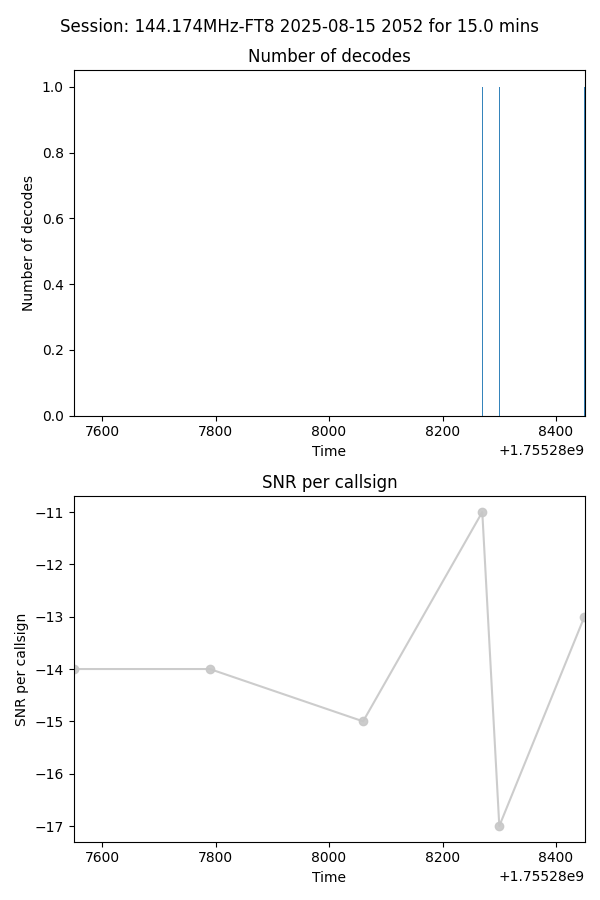 Session: 144.174MHz-FT8 2025-08-15 2052 for 15.0 mins
Number of decodes
1.0
0.8
0.6
0.4
0.2
0.0
Number of decodes
7600 7800 8000 8200 8400
Time
+1.75528e9
SNR per callsign
−11
−12
−13
−14
−15
−16
−17
SNR per callsign
7600 7800 8000 8200 8400
Time
+1.75528e9